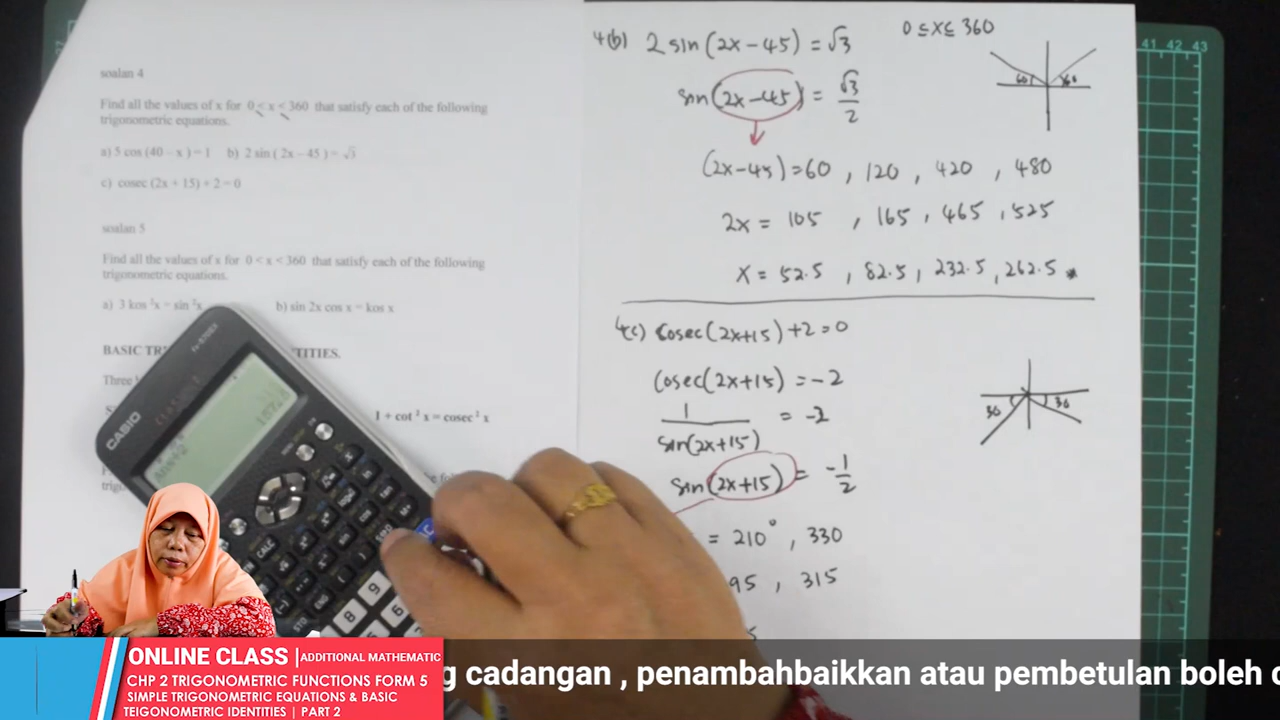 soalan 4
Find all the values of x for 0 < x < 360 that satisfy each of the following
trigonometric equations.
a) 5 cos (40 – x ) = 1 b) 2 sin ( 2x – 45 ) = √3
c) cosec (2x + 15) + 2 = 0
soalan 5
Find all the values of x for 0 < x < 360 that satisfy each of the following
trigonometric equations.
a) 3 kos ²x = sin ²x b) sin 2x cos x = kos x
BASIC
1 + cot ² x = cosec ² x
CASIO
4(b) 2 sin (2x – 45) = √3 0 ≤ x ≤ 360
60 60
sin (2x – 45) = √3/2
(2x – 45) = 60 , 120 , 420 , 480
2x = 105 , 165 , 465 , 525
x = 52.5 , 82.5 , 232.5 , 262.5
4c) cosec (2x+15) + 2 = 0
cosec (2x+15) = –2
1/sin(2x+15) = –2
30 30
sin (2x+15) = –1/2
= 210° , 330
95 , 315
41 42 43
ONLINE CLASS | ADDITIONAL MATHEMATIC
CHP 2 TRIGONOMETRIC FUNCTIONS FORM 5
SIMPLE TRIGONOMETRIC EQUATIONS & BASIC
TEIGONOMETRIC IDENTITIES | PART 2
g cadangan , penambahbaikkan atau pembetulan boleh